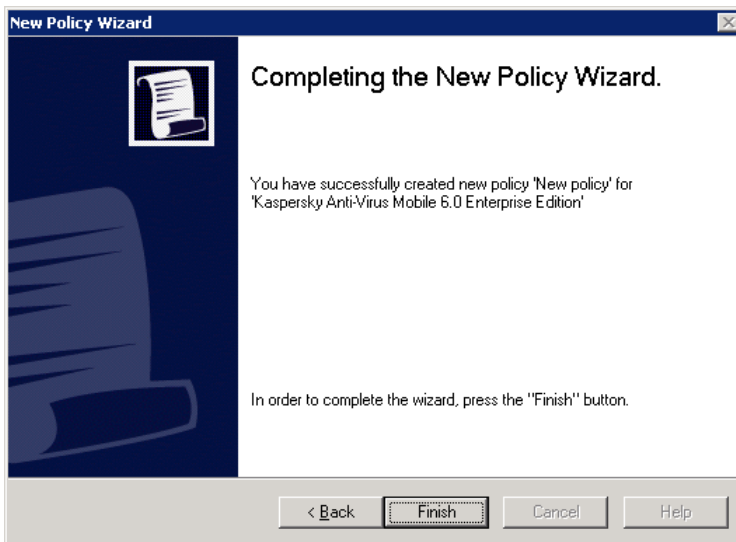 New Policy Wizard
Completing the New Policy Wizard.
You have successfully created new policy 'New policy' for
'Kaspersky Anti-Virus Mobile 6.0 Enterprise Edition'
In order to complete the wizard, press the "Finish" button.
< Back Finish Cancel Help